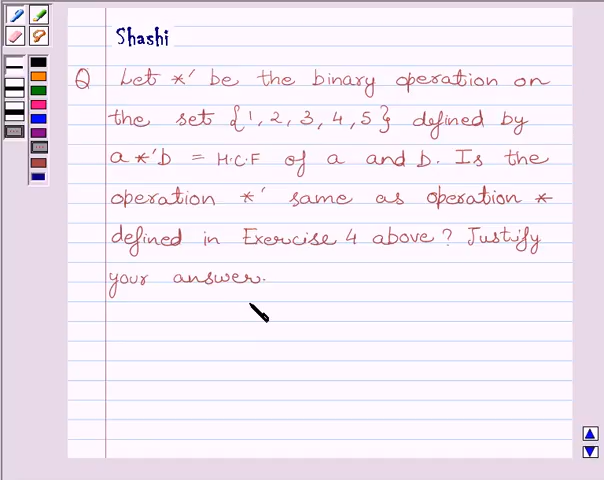 Shashi
Q Let *' be the binary operation on
the set {1, 2, 3, 4, 5} defined by
a *' b = H.C.F of a and b. Is the
operation *' same as operation *
defined in Exercise 4 above? Justify
your answer.